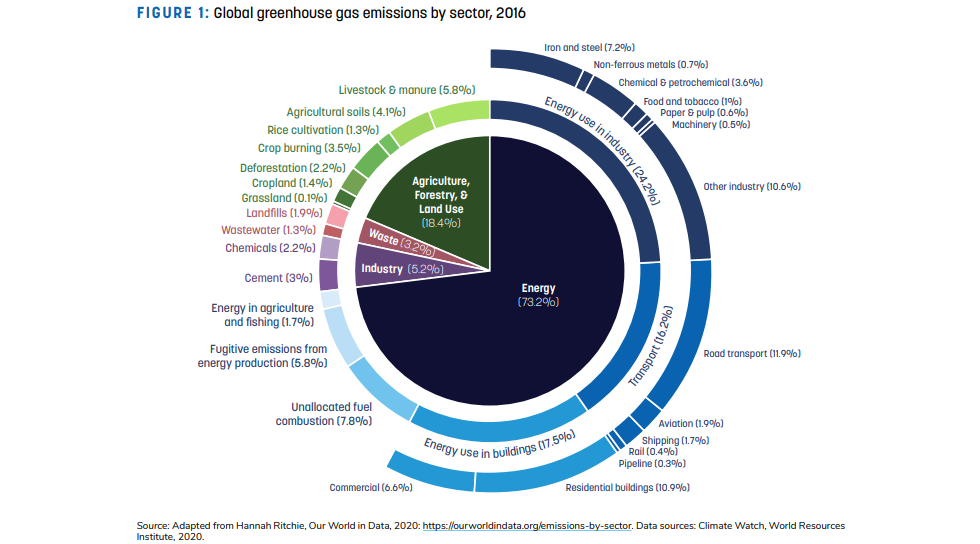 FIGURE 1: Global greenhouse gas emissions by sector, 2016
Iron and steel (7.2%)
Non-ferrous metals (0.7%)
Chemical & petrochemical (3.6%)
Food and tobacco (1%)
Paper & pulp (0.6%)
Machinery (0.5%)
Other industry (10.6%)
Road transport (11.9%)
Aviation (1.9%)
Shipping (1.7%)
Rail (0.4%)
Pipeline (0.3%)
Residential buildings (10.9%)
Commercial (6.6%)
Energy use in industry (24.2%)
Transport (16.2%)
Energy use in buildings (17.5%)
Unallocated fuel
combustion (7.8%)
Fugitive emissions from
energy production (5.8%)
Energy in agriculture
and fishing (1.7%)
Cement (3%)
Chemicals (2.2%)
Wastewater (1.3%)
Landfills (1.9%)
Grassland (0.1%)
Cropland (1.4%)
Deforestation (2.2%)
Crop burning (3.5%)
Rice cultivation (1.3%)
Agricultural soils (4.1%)
Livestock & manure (5.8%)
Agriculture,
Forestry, &
Land Use
(18.4%)
Waste (3.2%)
Industry (5.2%)
Energy
(73.2%)
Source: Adapted from Hannah Ritchie, Our World in Data, 2020: https://ourworldindata.org/emissions-by-sector. Data sources: Climate Watch, World Resources
Institute, 2020.